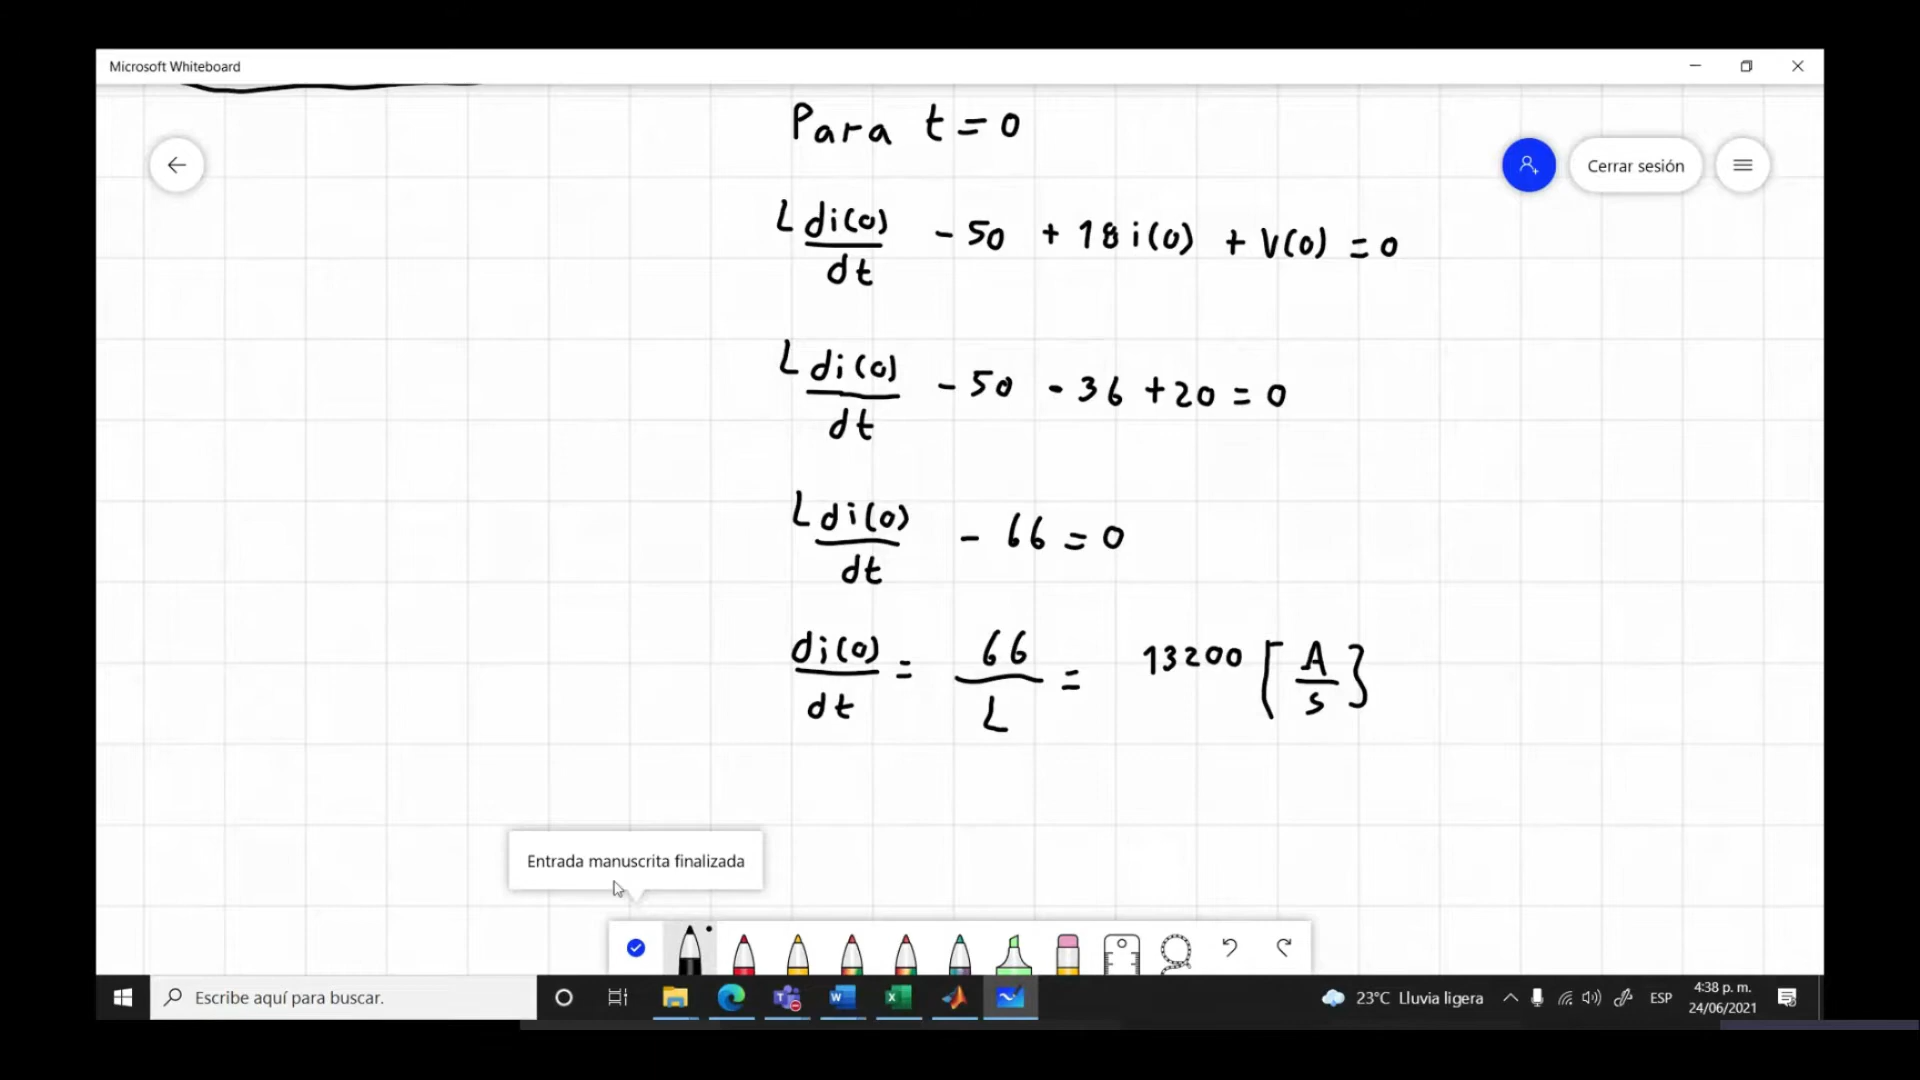 Microsoft Whiteboard
Para t = 0
L di(0)/dt - 50 + 18 i(0) + V(0) = 0
Cerrar sesión
L di(0)/dt - 50 - 36 + 20 = 0
L di(0)/dt - 66 = 0
di(0)/dt = 66/L = 13200 [A/s]
Entrada manuscrita finalizada
Escribe aquí para buscar.
23°C Lluvia ligera
ESP
4:38 p. m.
24/06/2021